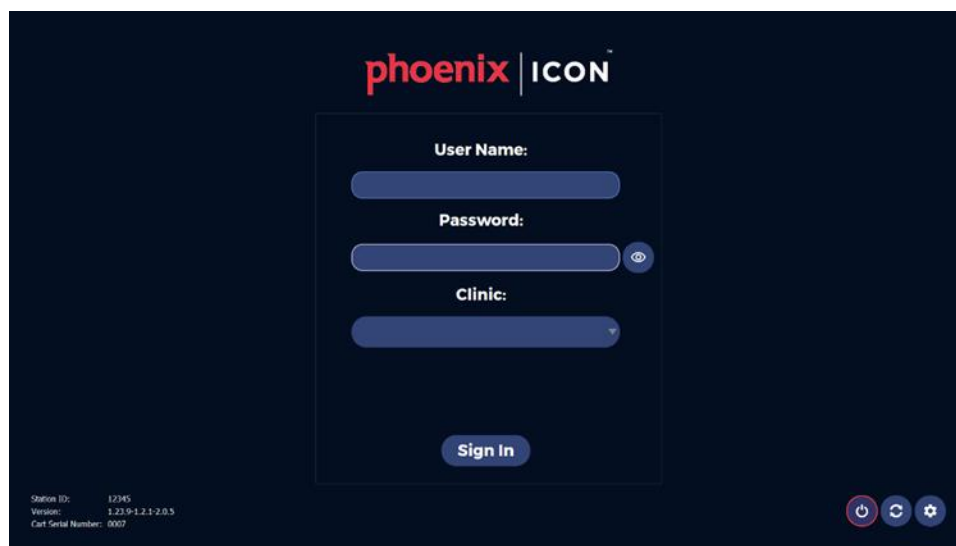 phoenix | ICON™
User Name:
Password:
Clinic:
Sign In
Station ID: 12345
Version: 1.23.9-1.2.1-2.0.5
Cart Serial Number: 0007